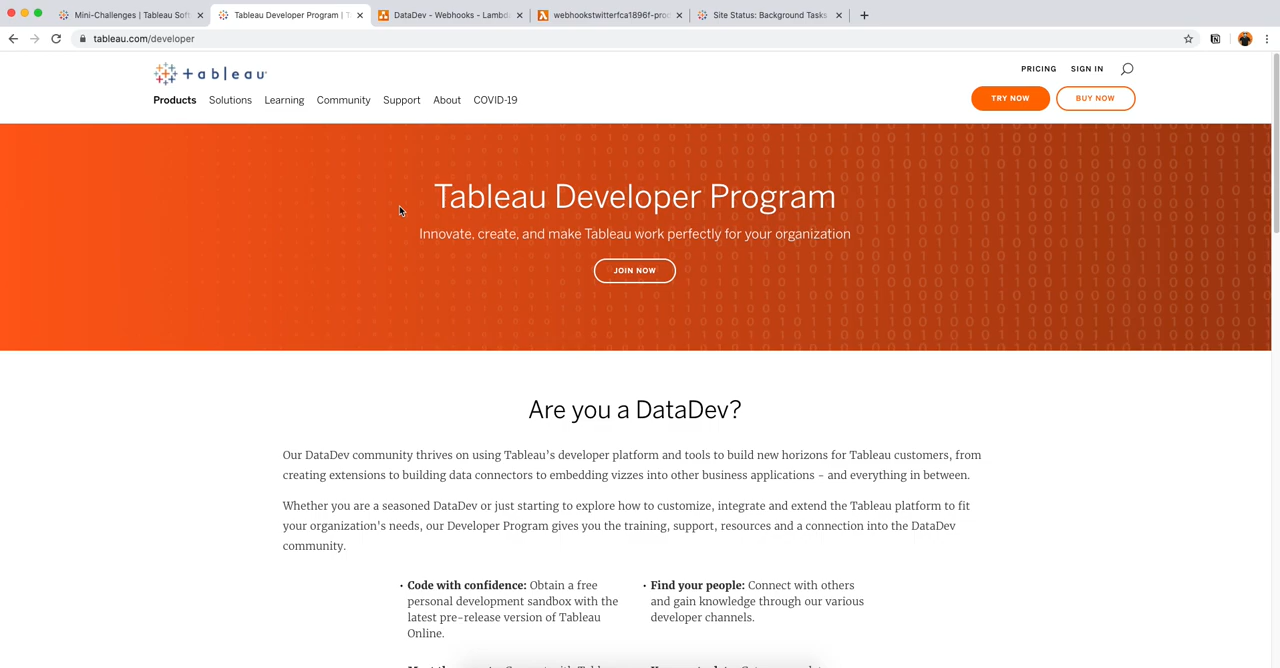 Mini-Challenges | Tableau Soft
Tableau Developer Program | T
DataDev - Webhooks - Lambda
webhookstwitterfca1896f-prod
Site Status: Background Tasks
tableau.com/developer
+ a b l e a u
PRICING SIGN IN
Products Solutions Learning Community Support About COVID-19
TRY NOW BUY NOW
Tableau Developer Program
Innovate, create, and make Tableau work perfectly for your organization
JOIN NOW
Are you a DataDev?
Our DataDev community thrives on using Tableau's developer platform and tools to build new horizons for Tableau customers, from
creating extensions to building data connectors to embedding vizzes into other business applications - and everything in between.
Whether you are a seasoned DataDev or just starting to explore how to customize, integrate and extend the Tableau platform to fit
your organization's needs, our Developer Program gives you the training, support, resources and a connection into the DataDev
community.
• Code with confidence: Obtain a free
personal development sandbox with the
latest pre-release version of Tableau
Online.
• Find your people: Connect with others
and gain knowledge through our various
developer channels.